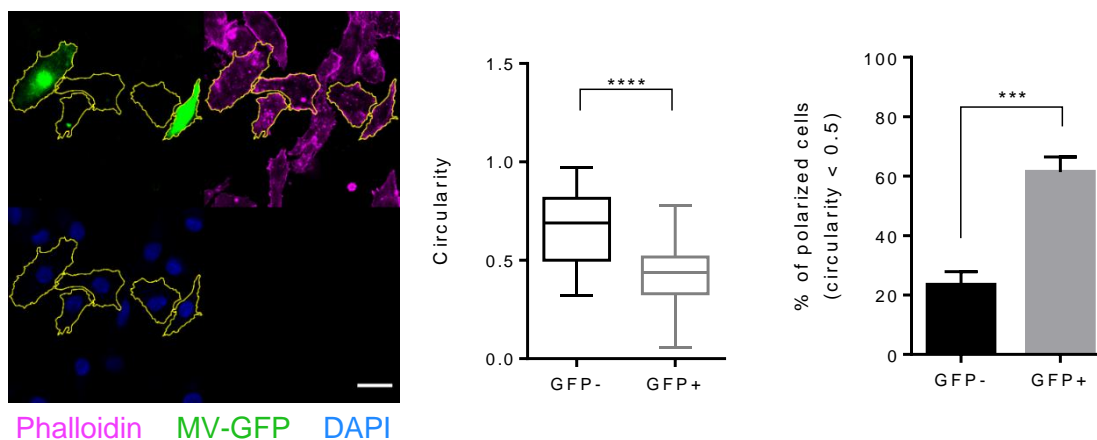 Phalloidin MV-GFP DAPI
Circularity
1.5
1.0
0.5
0.0
****
GFP- GFP+
% of polarized cells
(circularity < 0.5)
100
80
60
40
20
0
***
GFP- GFP+